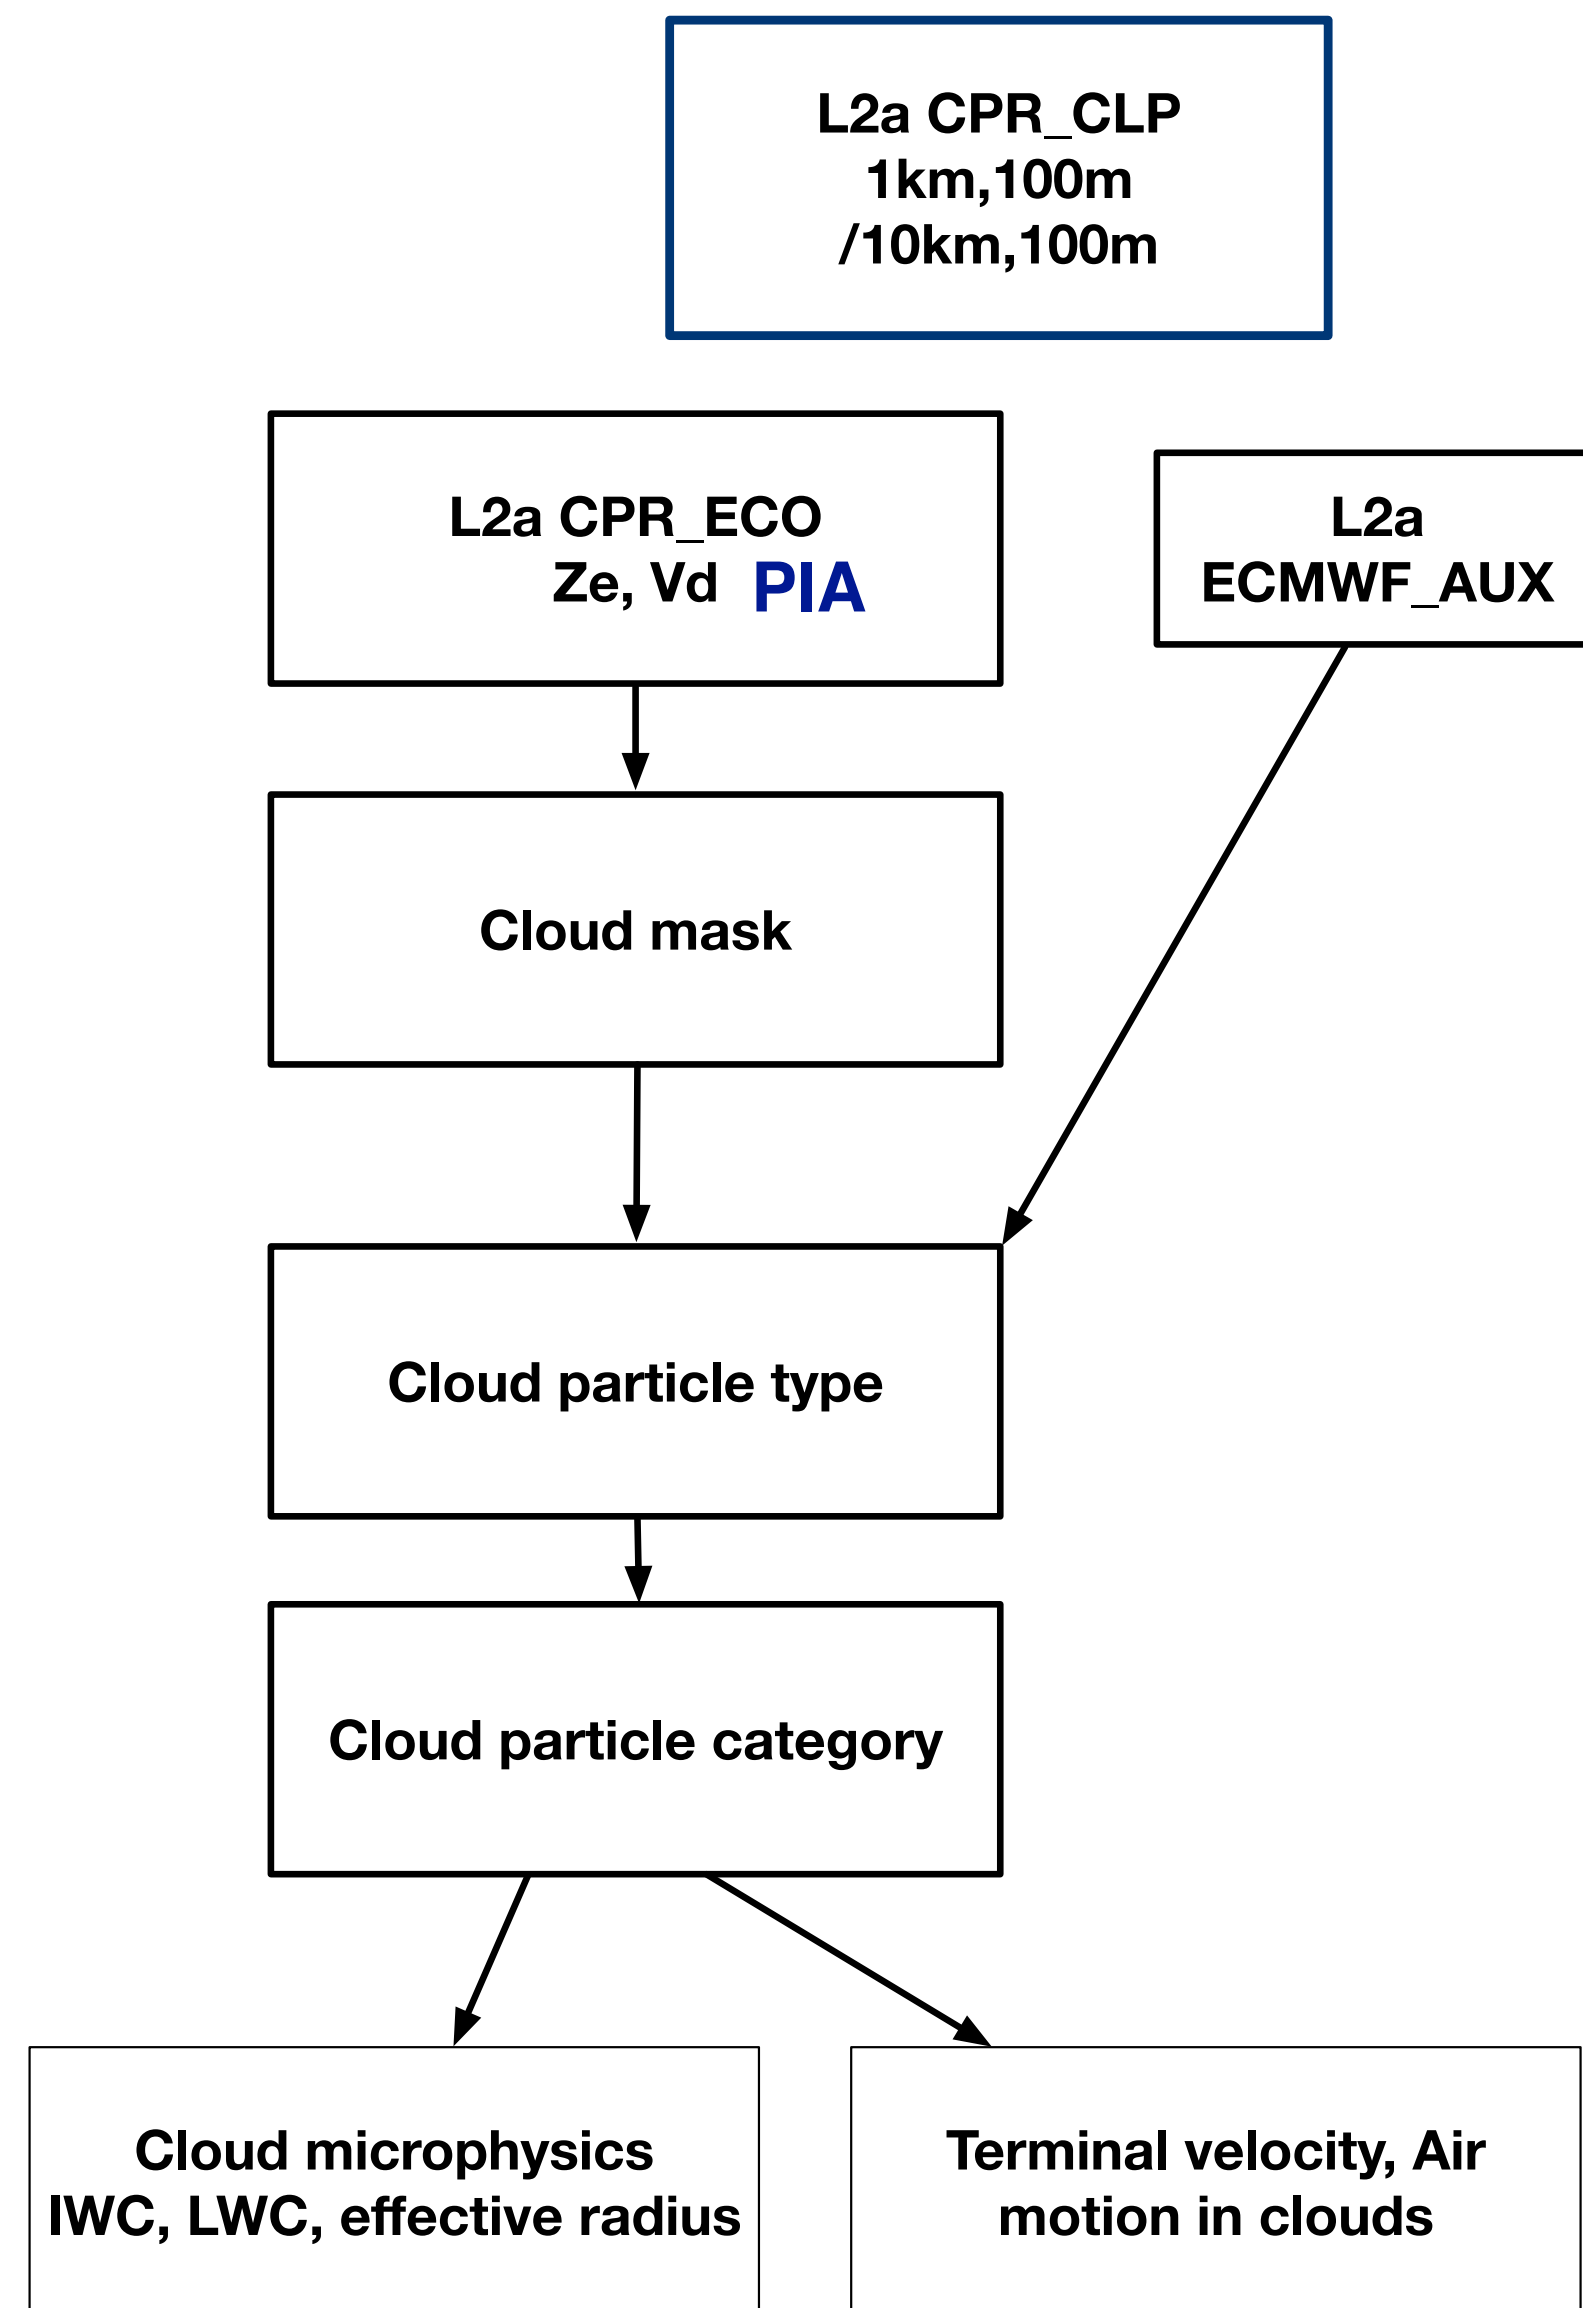 L2a CPR_CLP
1km,100m
/10km,100m
L2a CPR_ECO
Ze, Vd PIA
L2a
ECMWF_AUX
Cloud mask
Cloud particle type
Cloud particle category
Cloud microphysics
IWC, LWC, effective radius
Terminal velocity, Air
motion in clouds